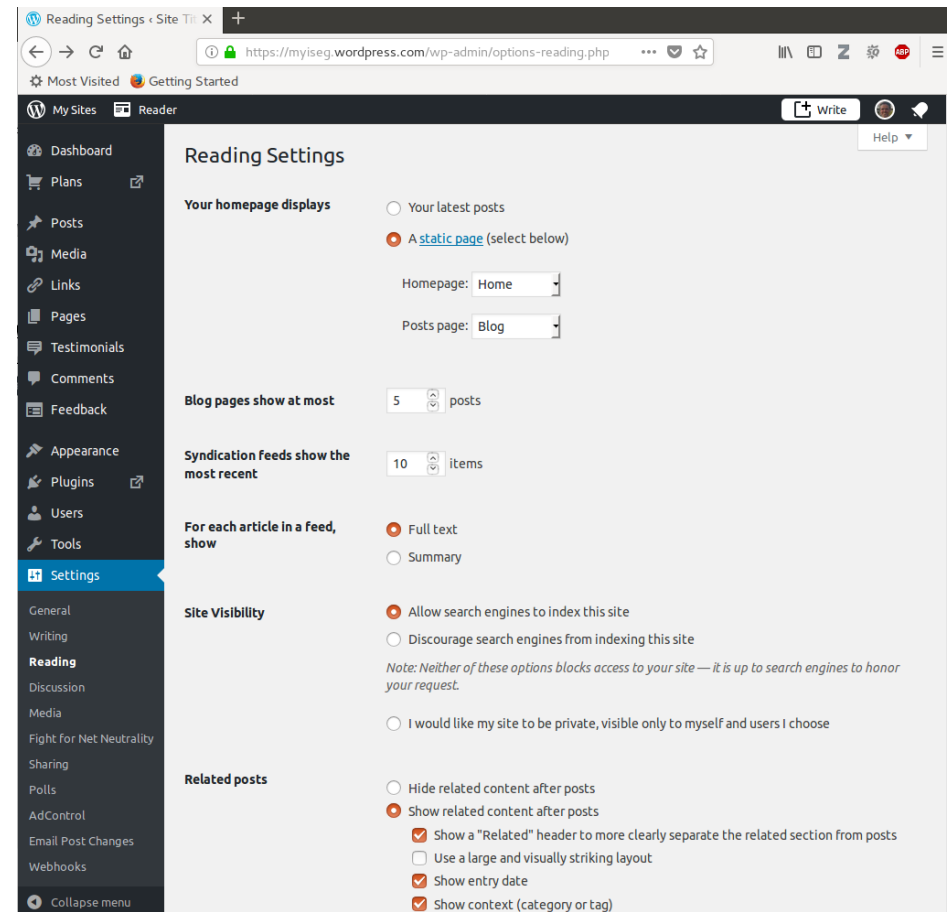 Reading Settings ‹ Site Tit
https://myiseg.wordpress.com/wp-admin/options-reading.php
ABP
Most Visited Getting Started
My Sites Reader Write
Help
Dashboard
Plans
Posts
Media
Links
Pages
Testimonials
Comments
Feedback
Appearance
Plugins
Users
Tools
Settings
General
Writing
Reading
Discussion
Media
Fight for Net Neutrality
Sharing
Polls
AdControl
Email Post Changes
Webhooks
Collapse menu
Reading Settings
Your homepage displays
Your latest posts
A static page (select below)
Homepage: Home
Posts page: Blog
Blog pages show at most 5 posts
Syndication feeds show the
most recent
10 items
For each article in a feed,
show
Full text
Summary
Site Visibility
Allow search engines to index this site
Discourage search engines from indexing this site
Note: Neither of these options blocks access to your site — it is up to search engines to honor
your request.
I would like my site to be private, visible only to myself and users I choose
Related posts
Hide related content after posts
Show related content after posts
Show a "Related" header to more clearly separate the related section from posts
Use a large and visually striking layout
Show entry date
Show context (category or tag)